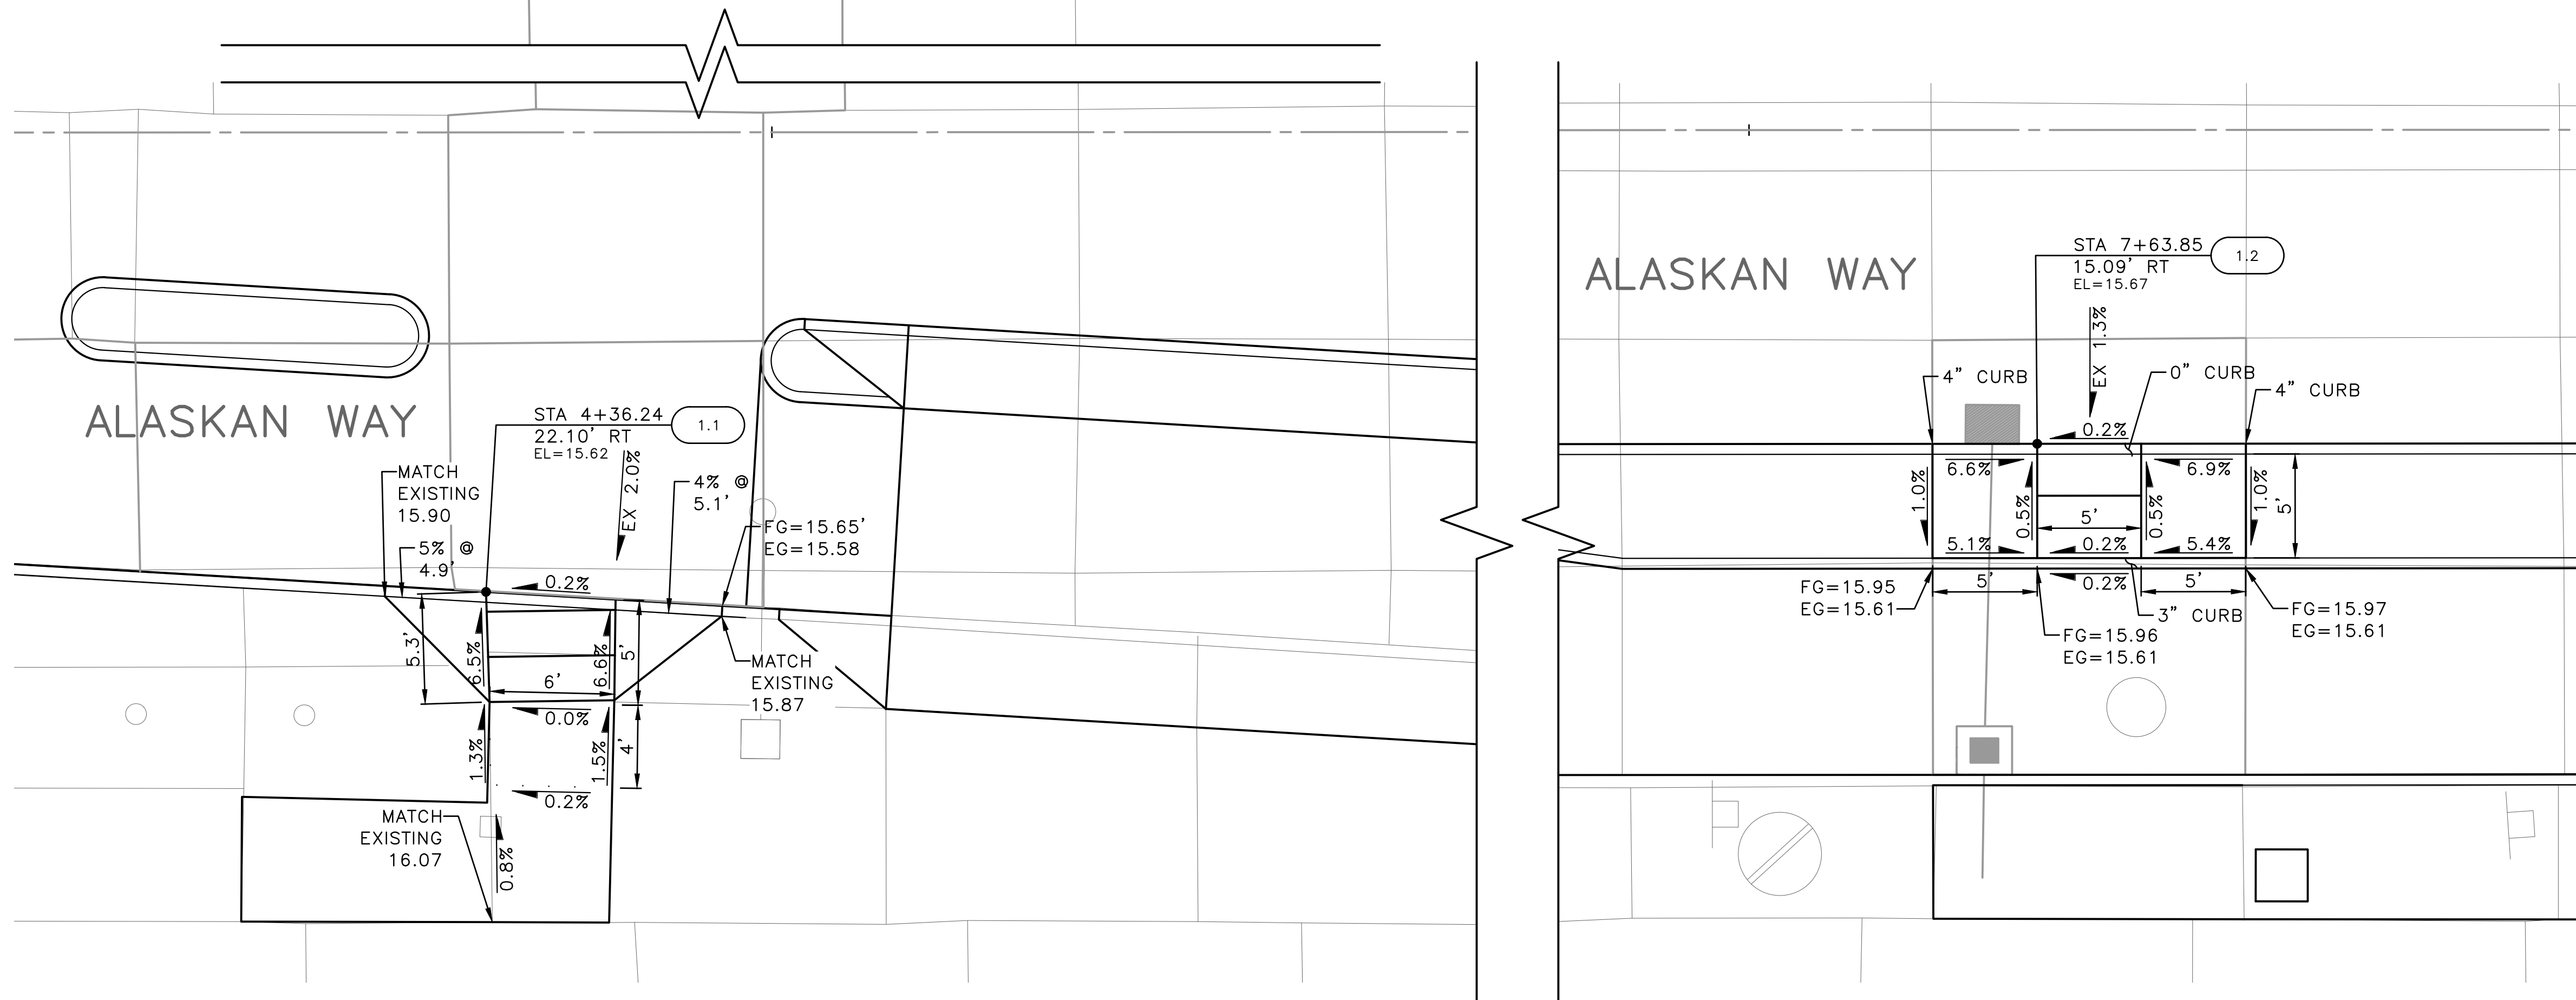 ALASKAN WAY
STA 4+36.24
22.10' RT
EL=15.62
1.1
EX 2.0%
MATCH
EXISTING
15.90
5% @
4.9'
0.2%
4% @
5.1'
FG=15.65'
EG=15.58
5.3'
6.5%
6.6%
5'
6'
0.0%
MATCH
EXISTING
15.87
1.3%
1.5%
4'
0.2%
MATCH
EXISTING
16.07
0.8%
ALASKAN WAY
STA 7+63.85
15.09' RT
EL=15.67
1.2
EX 1.3%
4" CURB
0" CURB
4" CURB
0.2%
6.6%
6.9%
1.0%
0.5%
0.5%
1.0%
5'
5'
5.1%
0.2%
5.4%
5'
0.2%
5'
FG=15.95
EG=15.61
3" CURB
FG=15.96
EG=15.61
FG=15.97
EG=15.61